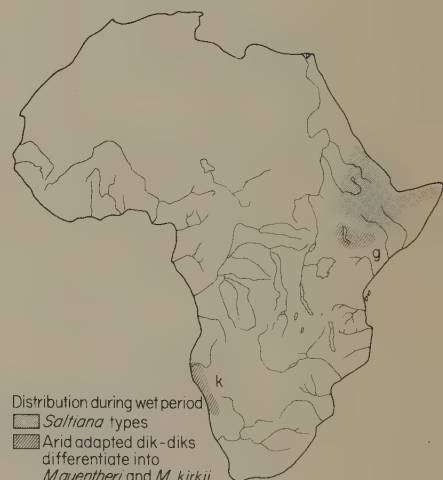 g
k
Distribution during wet period
Saltiana types
Arid adapted dik-diks
differentiate into
M.guentheri and M. kirkii